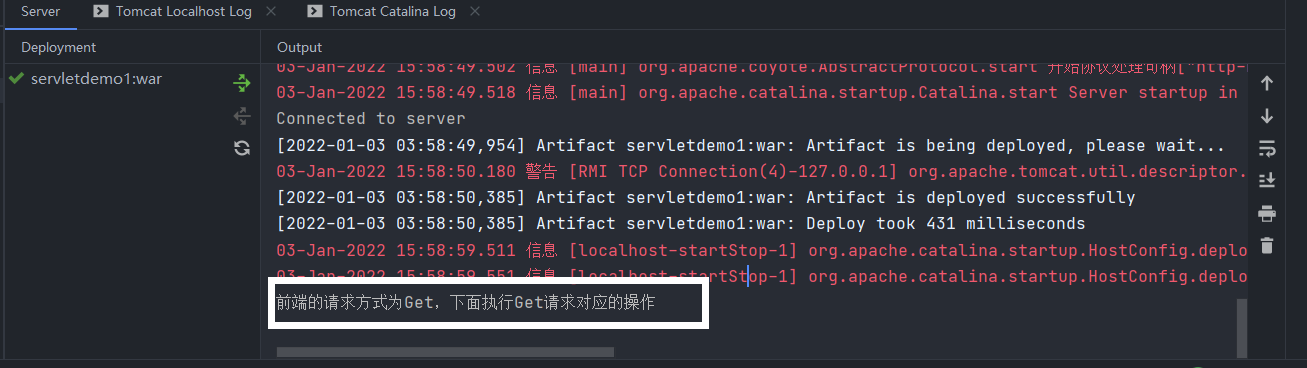 Server
Tomcat Localhost Log
Tomcat Catalina Log
Deployment
Output
servletdemo1:war
03-Jan-2022 15:58:49.502 信息 [main] org.apache.coyote.AbstractProtocol.start 开始协议处理句柄["http-
03-Jan-2022 15:58:49.518 信息 [main] org.apache.catalina.startup.Catalina.start Server startup in
Connected to server
[2022-01-03 03:58:49,954] Artifact servletdemo1:war: Artifact is being deployed, please wait...
03-Jan-2022 15:58:50.180 警告 [RMI TCP Connection(4)-127.0.0.1] org.apache.tomcat.util.descriptor.
[2022-01-03 03:58:50,385] Artifact servletdemo1:war: Artifact is deployed successfully
[2022-01-03 03:58:50,385] Artifact servletdemo1:war: Deploy took 431 milliseconds
03-Jan-2022 15:58:59.511 信息 [localhost-startStop-1] org.apache.catalina.startup.HostConfig.deplo
03-Jan-2022 15:58:59.551 信息 [localhost-startStop-1] org.apache.catalina.startup.HostConfig.deplo
前端的请求方式为Get，下面执行Get请求对应的操作